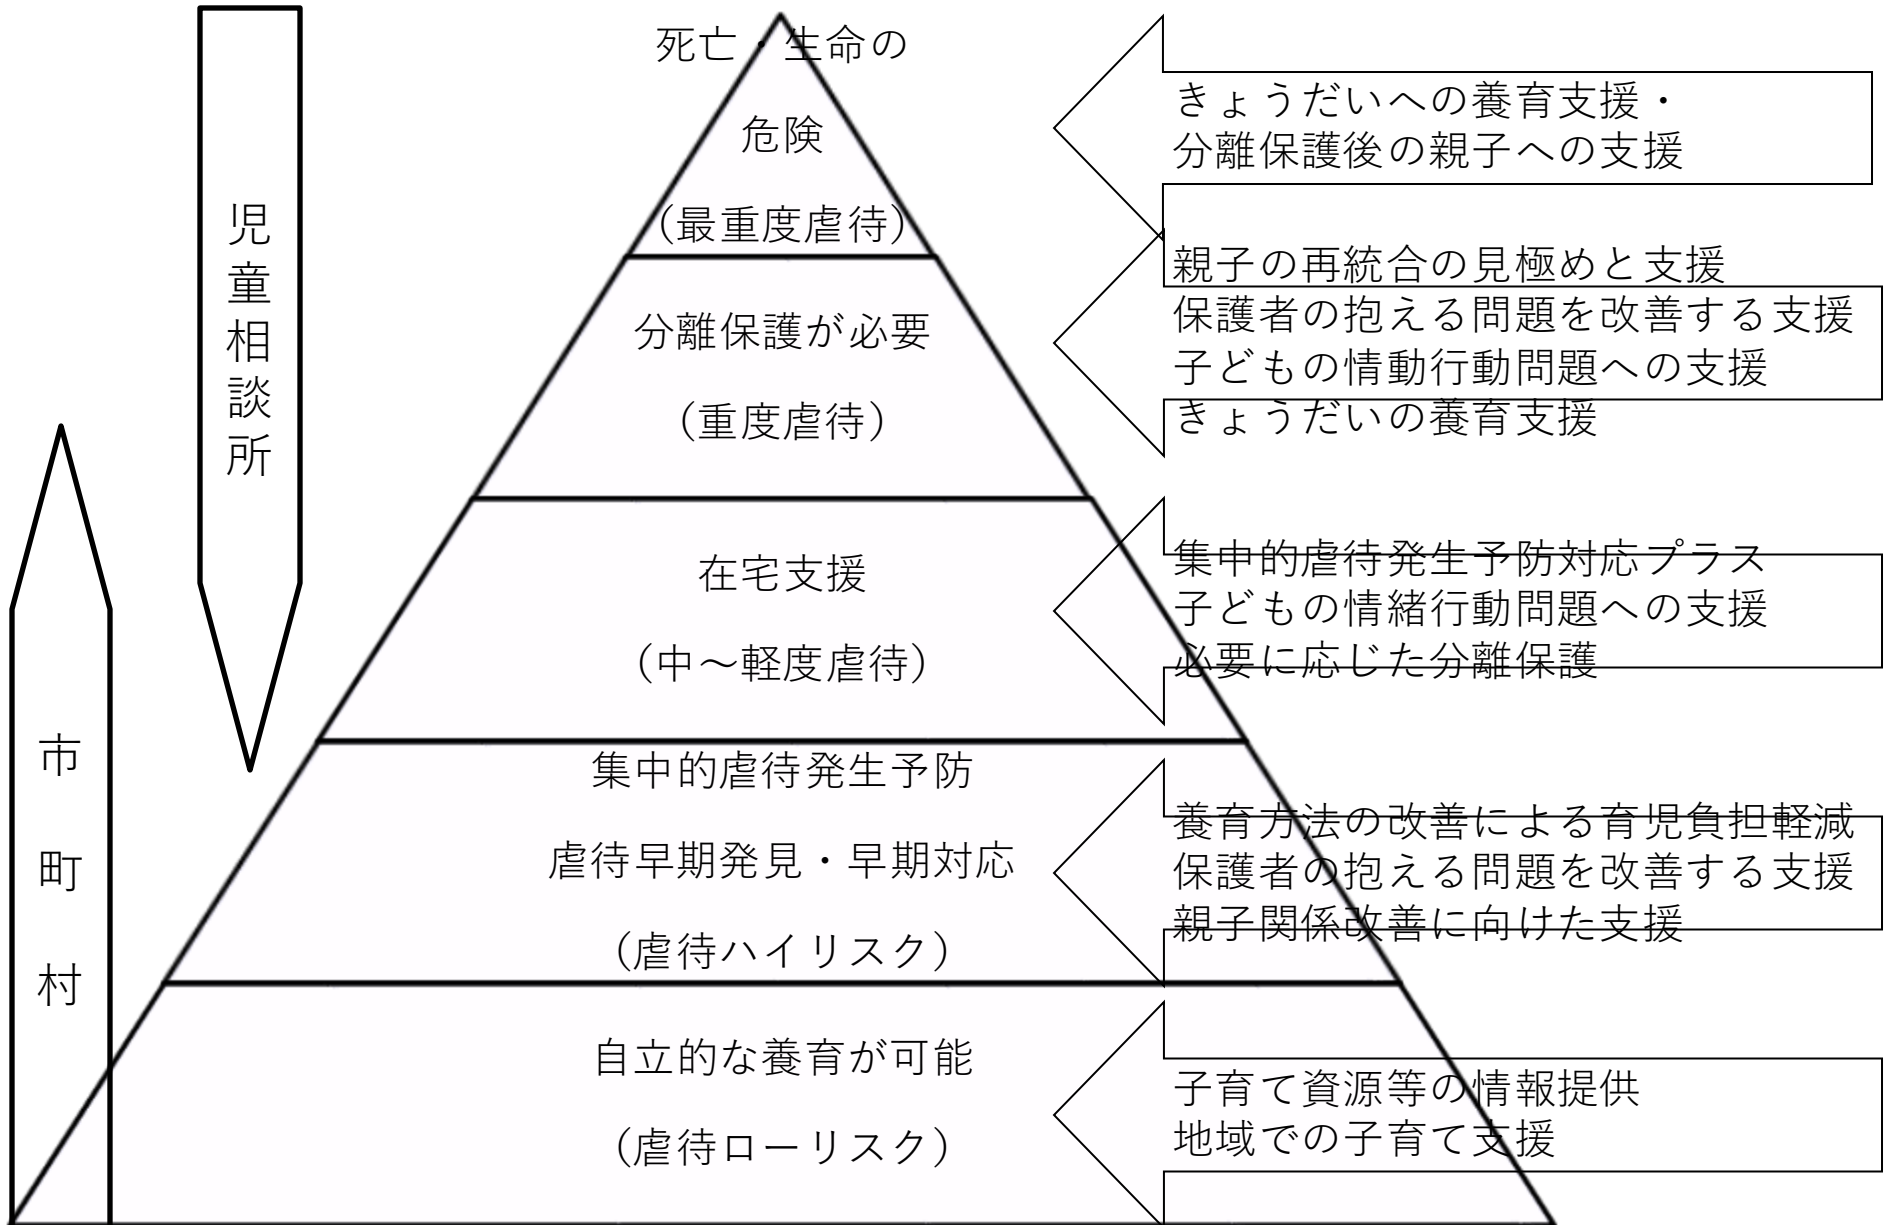 児童相談所
市町村
死亡・生命の
危険
（最重度虐待）
分離保護が必要
（重度虐待）
在宅支援
（中～軽度虐待）
集中的虐待発生予防
虐待早期発見・早期対応
（虐待ハイリスク）
自立的な養育が可能
（虐待ローリスク）
きょうだいへの養育支援・
分離保護後の親子への支援
親子の再統合の見極めと支援
保護者の抱える問題を改善する支援
子どもの情動行動問題への支援
きょうだいの養育支援
集中的虐待発生予防対応プラス
子どもの情緒行動問題への支援
必要に応じた分離保護
養育方法の改善による育児負担軽減
保護者の抱える問題を改善する支援
親子関係改善に向けた支援
子育て資源等の情報提供
地域での子育て支援